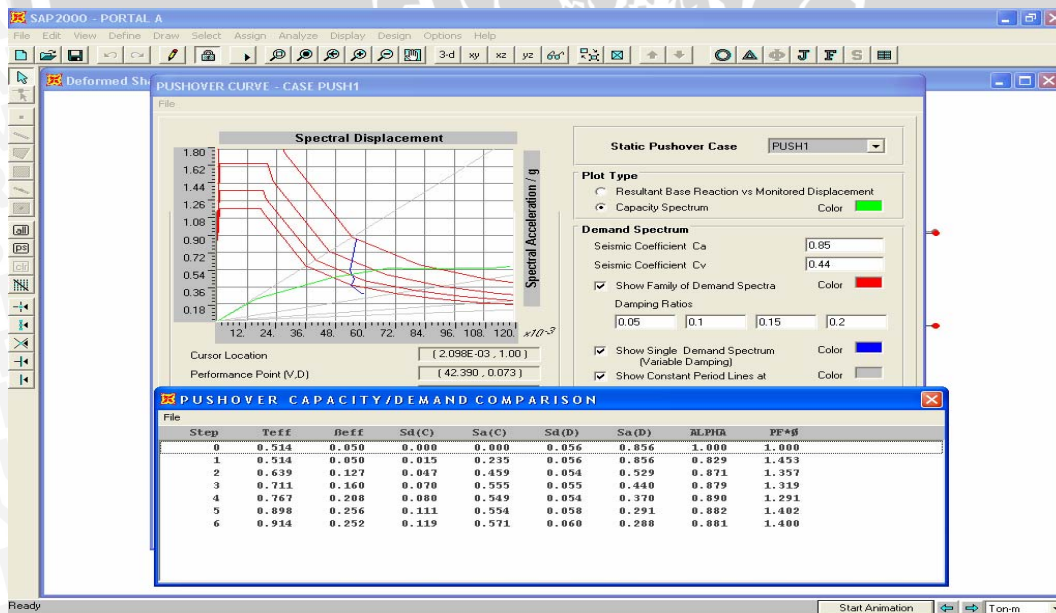 SAP2000 - PORTAL A
File Edit View Define Draw Select Assign Analyze Display Design Options Help
3-d xy xz yz J F S
Deformed Sha
PUSHOVER CURVE - CASE PUSH1
File
Spectral Displacement
1.80
1.62
1.44
1.26
1.08
0.90
0.72
0.54
0.36
0.18
Spectral Acceleration / g
12. 24. 36. 48. 60. 72. 84. 96. 108. 120. x10-3
Cursor Location (2.098E-03 , 1.00 )
Performance Point (V,D) ( 42.390 , 0.073 )
Static Pushover Case PUSH1
Plot Type
Resultant Base Reaction vs Monitored Displacement
Capacity Spectrum Color
Demand Spectrum
Seismic Coefficient Ca 0.85
Seismic Coefficient Cv 0.44
Show Family of Demand Spectra Color
Damping Ratios
0.05 0.1 0.15 0.2
Show Single Demand Spectrum Color
(Variable Damping)
Show Constant Period Lines at Color
all
ps
clr
PUSHOVER CAPACITY/DEMAND COMPARISON
File
Step Teff Beff Sd(C) Sa(C) Sd(D) Sa(D) ALPHA PF*Ø
0 0.514 0.050 0.000 0.000 0.056 0.856 1.000 1.000
1 0.514 0.050 0.015 0.235 0.056 0.856 0.829 1.453
2 0.639 0.127 0.047 0.459 0.054 0.529 0.871 1.357
3 0.711 0.160 0.070 0.555 0.055 0.440 0.879 1.319
4 0.767 0.208 0.080 0.549 0.054 0.370 0.890 1.291
5 0.898 0.256 0.111 0.554 0.058 0.291 0.882 1.402
6 0.914 0.252 0.119 0.571 0.060 0.288 0.881 1.400
Ready
Start Animation Ton-m